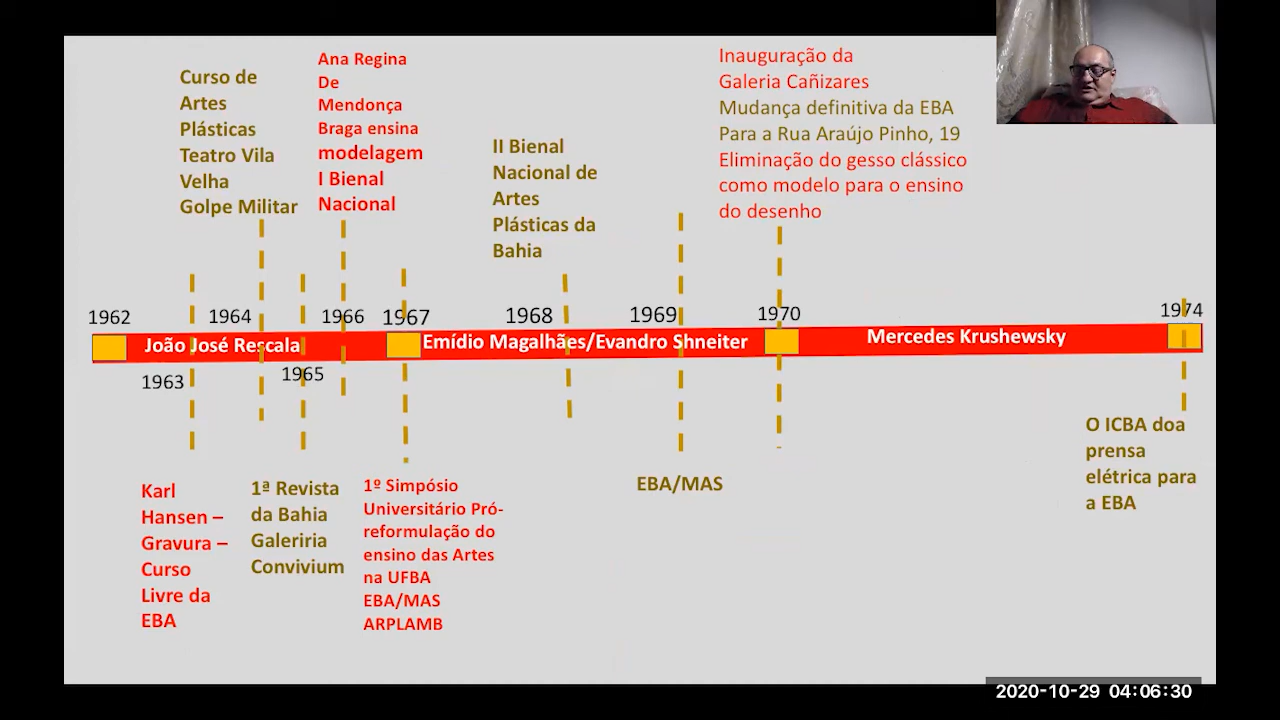 Curso de
Artes
Plásticas
Teatro Vila
Velha
Golpe Militar
Ana Regina
De
Mendonça
Braga ensina
modelagem
I Bienal
Nacional
II Bienal
Nacional de
Artes
Plásticas da
Bahia
Inauguração da
Galeria Cañizares
Mudança definitiva da EBA
Para a Rua Araújo Pinho, 19
Eliminação do gesso clássico
como modelo para o ensino
do desenho
1962
1964
1966
1967
1968
1969
1970
1974
João José Rescala
Emídio Magalhães/Evandro Shneiter
Mercedes Krushewsky
1963
1965
Karl
Hansen –
Gravura –
Curso
Livre da
EBA
1ª Revista
da Bahia
Galeriria
Convivium
1º Simpósio
Universitário Pró-
reformulação do
ensino das Artes
na UFBA
EBA/MAS
ARPLAMB
EBA/MAS
O ICBA doa
prensa
elétrica para
a EBA
2020-10-29 04:06:30